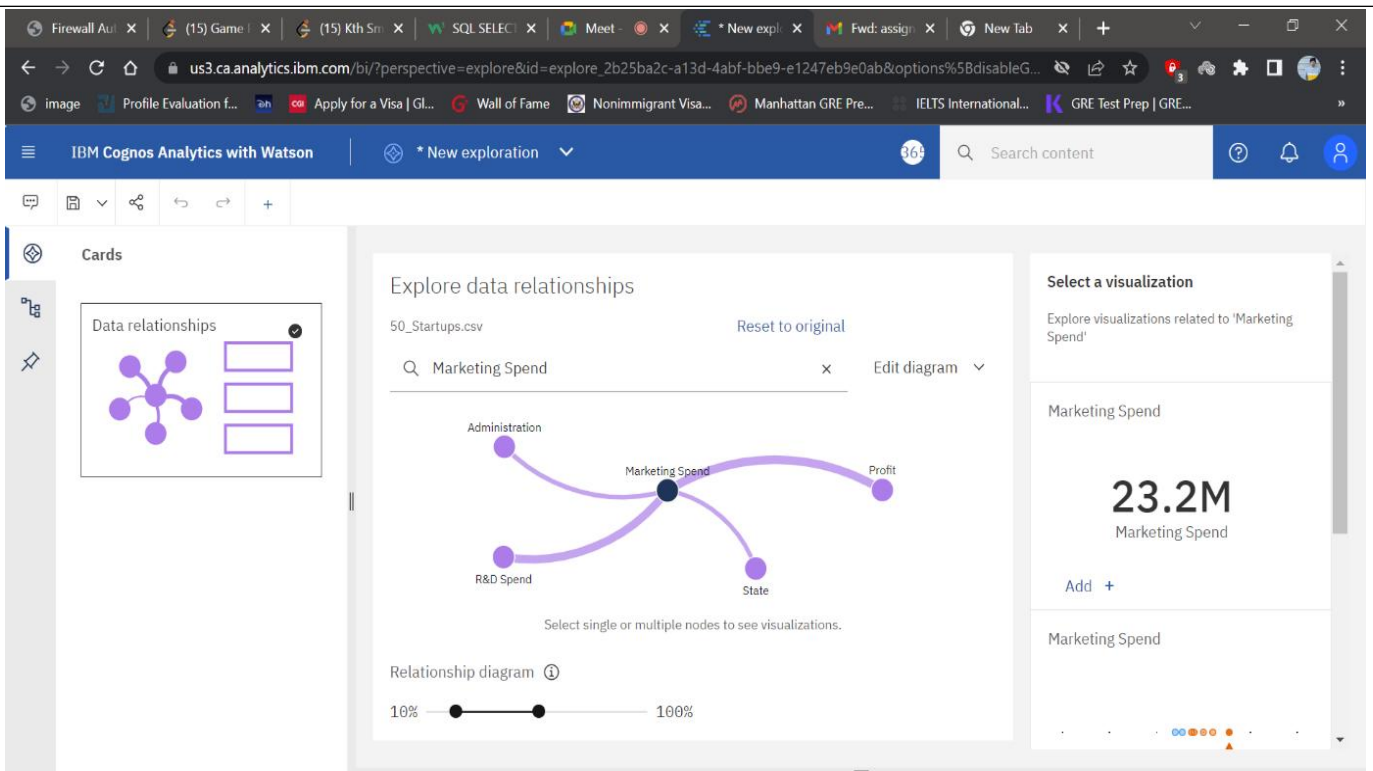 Firewall Aut (15) Game (15) Kth Sm SQL SELECT Meet - * New explo Fwd: assign New Tab
us3.ca.analytics.ibm.com/bi/?perspective=explore&id=explore_2b25ba2c-a13d-4abf-bbe9-e1247eb9e0ab&options%5BdisableG...
image Profile Evaluation f... Apply for a Visa | Gl... Wall of Fame Nonimmigrant Visa... Manhattan GRE Pre... IELTS International... GRE Test Prep | GRE... »
IBM Cognos Analytics with Watson * New exploration 365 Search content
Cards
Data relationships
Explore data relationships
50_Startups.csv Reset to original
Marketing Spend Edit diagram
Administration
Marketing Spend
Profit
R&D Spend
State
Select single or multiple nodes to see visualizations.
Relationship diagram
10% 100%
Select a visualization
Explore visualizations related to 'Marketing
Spend'
Marketing Spend
23.2M
Marketing Spend
Add +
Marketing Spend